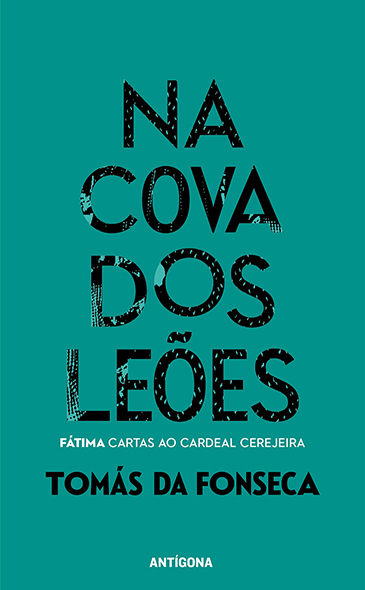 NA
COVA
DOS
LEÕES
FÁTIMA CARTAS AO CARDEAL CEREJEIRA
TOMÁS DA FONSECA
ANTÍGONA